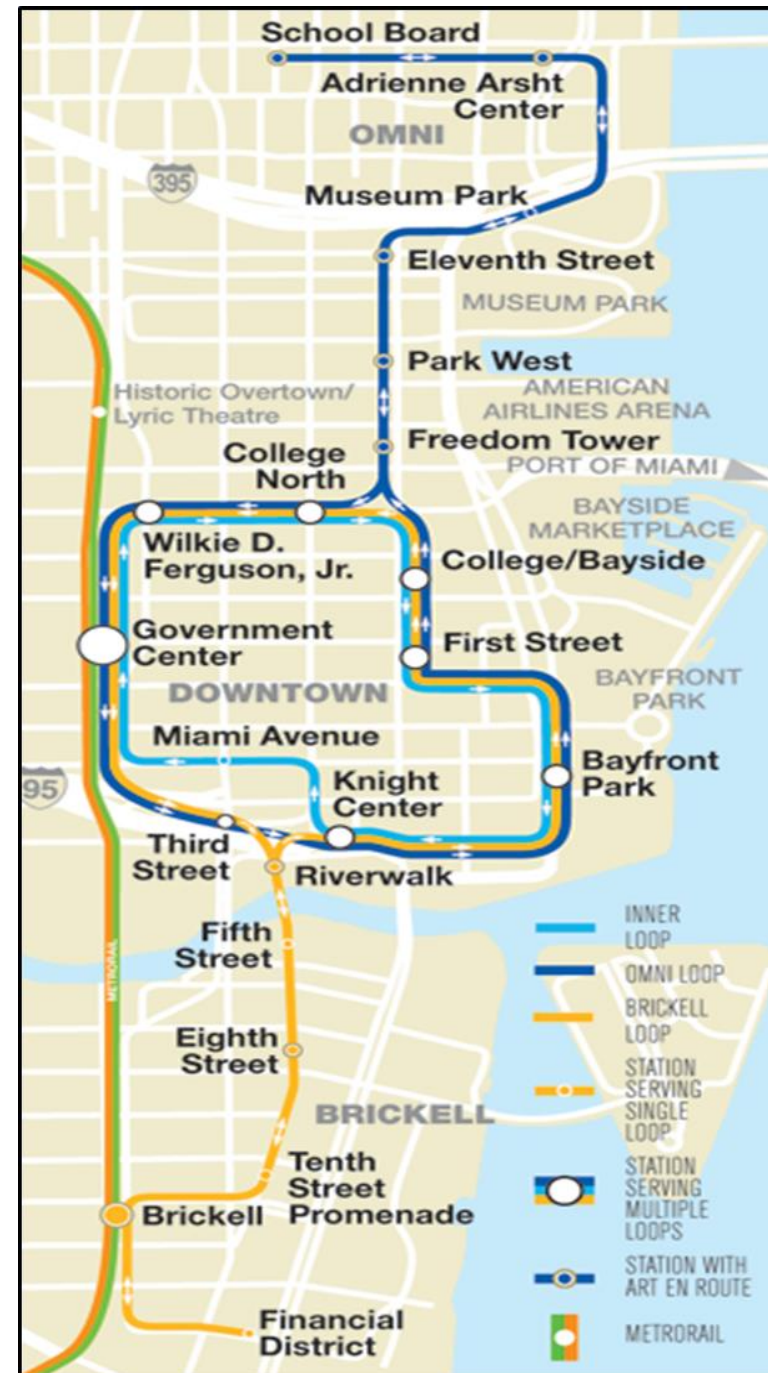 School Board
Adrienne Arsht
Center
OMNI
395
Museum Park
Eleventh Street
MUSEUM PARK
Park West
Historic Overtown/
Lyric Theatre
AMERICAN
AIRLINES ARENA
Freedom Tower
College
North
PORT OF MIAMI
BAYSIDE
MARKETPLACE
Wilkie D.
Ferguson, Jr.
College/Bayside
Government
Center
First Street
BAYFRONT
PARK
DOWNTOWN
Miami Avenue
Bayfront
Park
Knight
Center
95
Third
Street
Riverwalk
Fifth
Street
METRORAIL
Eighth
Street
BRICKELL
Tenth
Street
Promenade
Brickell
Financial
District
INNER
LOOP
OMNI LOOP
BRICKELL
LOOP
STATION
SERVING
SINGLE
LOOP
STATION
SERVING
MULTIPLE
LOOPS
STATION WITH
ART EN ROUTE
METRORAIL